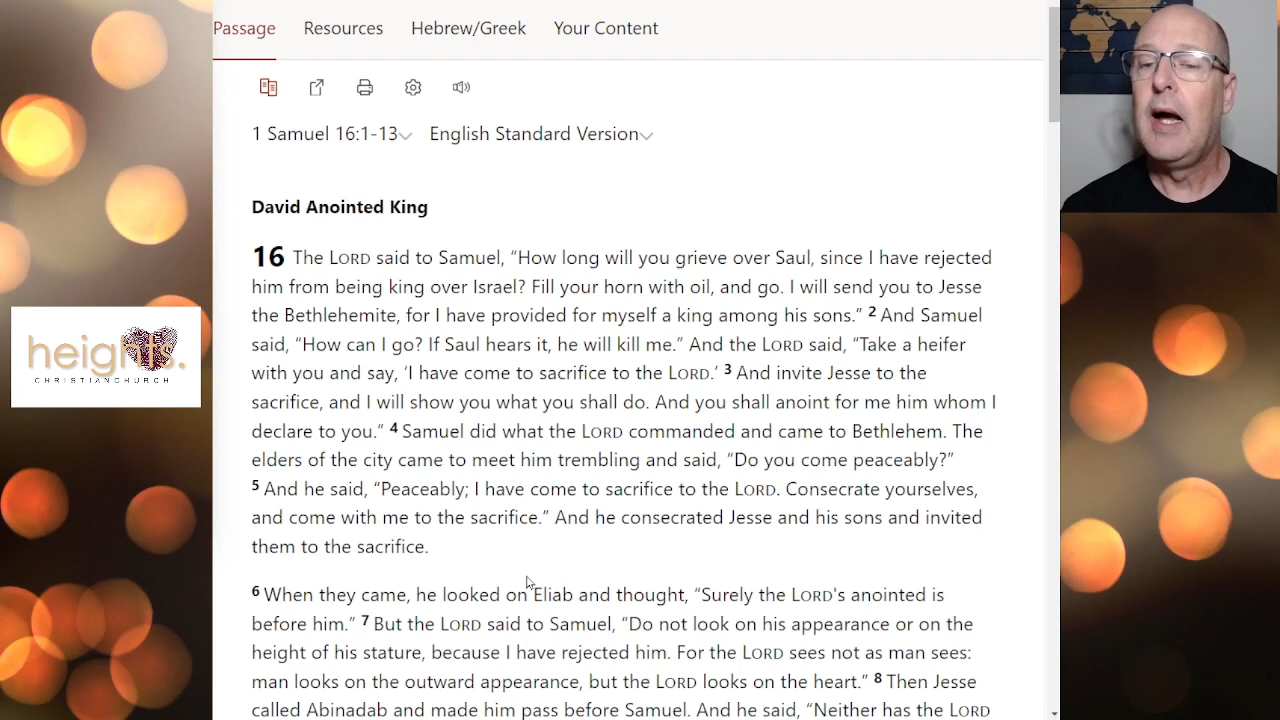 Passage Resources Hebrew/Greek Your Content
1 Samuel 16:1-13 English Standard Version
David Anointed King
16 The LORD said to Samuel, “How long will you grieve over Saul, since I have rejected
him from being king over Israel? Fill your horn with oil, and go. I will send you to Jesse
the Bethlehemite, for I have provided for myself a king among his sons.” 2 And Samuel
said, “How can I go? If Saul hears it, he will kill me.” And the LORD said, “Take a heifer
with you and say, ‘I have come to sacrifice to the LORD.’ 3 And invite Jesse to the
sacrifice, and I will show you what you shall do. And you shall anoint for me him whom I
declare to you.” 4 Samuel did what the LORD commanded and came to Bethlehem. The
elders of the city came to meet him trembling and said, “Do you come peaceably?”
5 And he said, “Peaceably; I have come to sacrifice to the LORD. Consecrate yourselves,
and come with me to the sacrifice.” And he consecrated Jesse and his sons and invited
them to the sacrifice.
6 When they came, he looked on Eliab and thought, “Surely the LORD's anointed is
before him.” 7 But the LORD said to Samuel, “Do not look on his appearance or on the
height of his stature, because I have rejected him. For the LORD sees not as man sees:
man looks on the outward appearance, but the LORD looks on the heart.” 8 Then Jesse
called Abinadab and made him pass before Samuel. And he said, “Neither has the LORD
heights.
CHRISTIANCHURCH